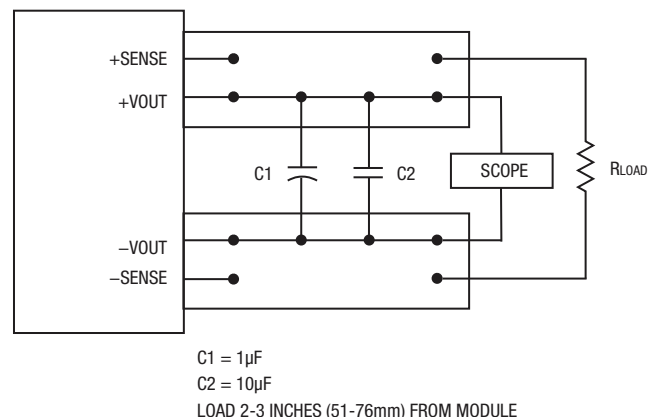 +SENSE
+VOUT
C1
C2
SCOPE
RLOAD
−VOUT
−SENSE
C1 = 1µF
C2 = 10µF
LOAD 2-3 INCHES (51-76mm) FROM MODULE